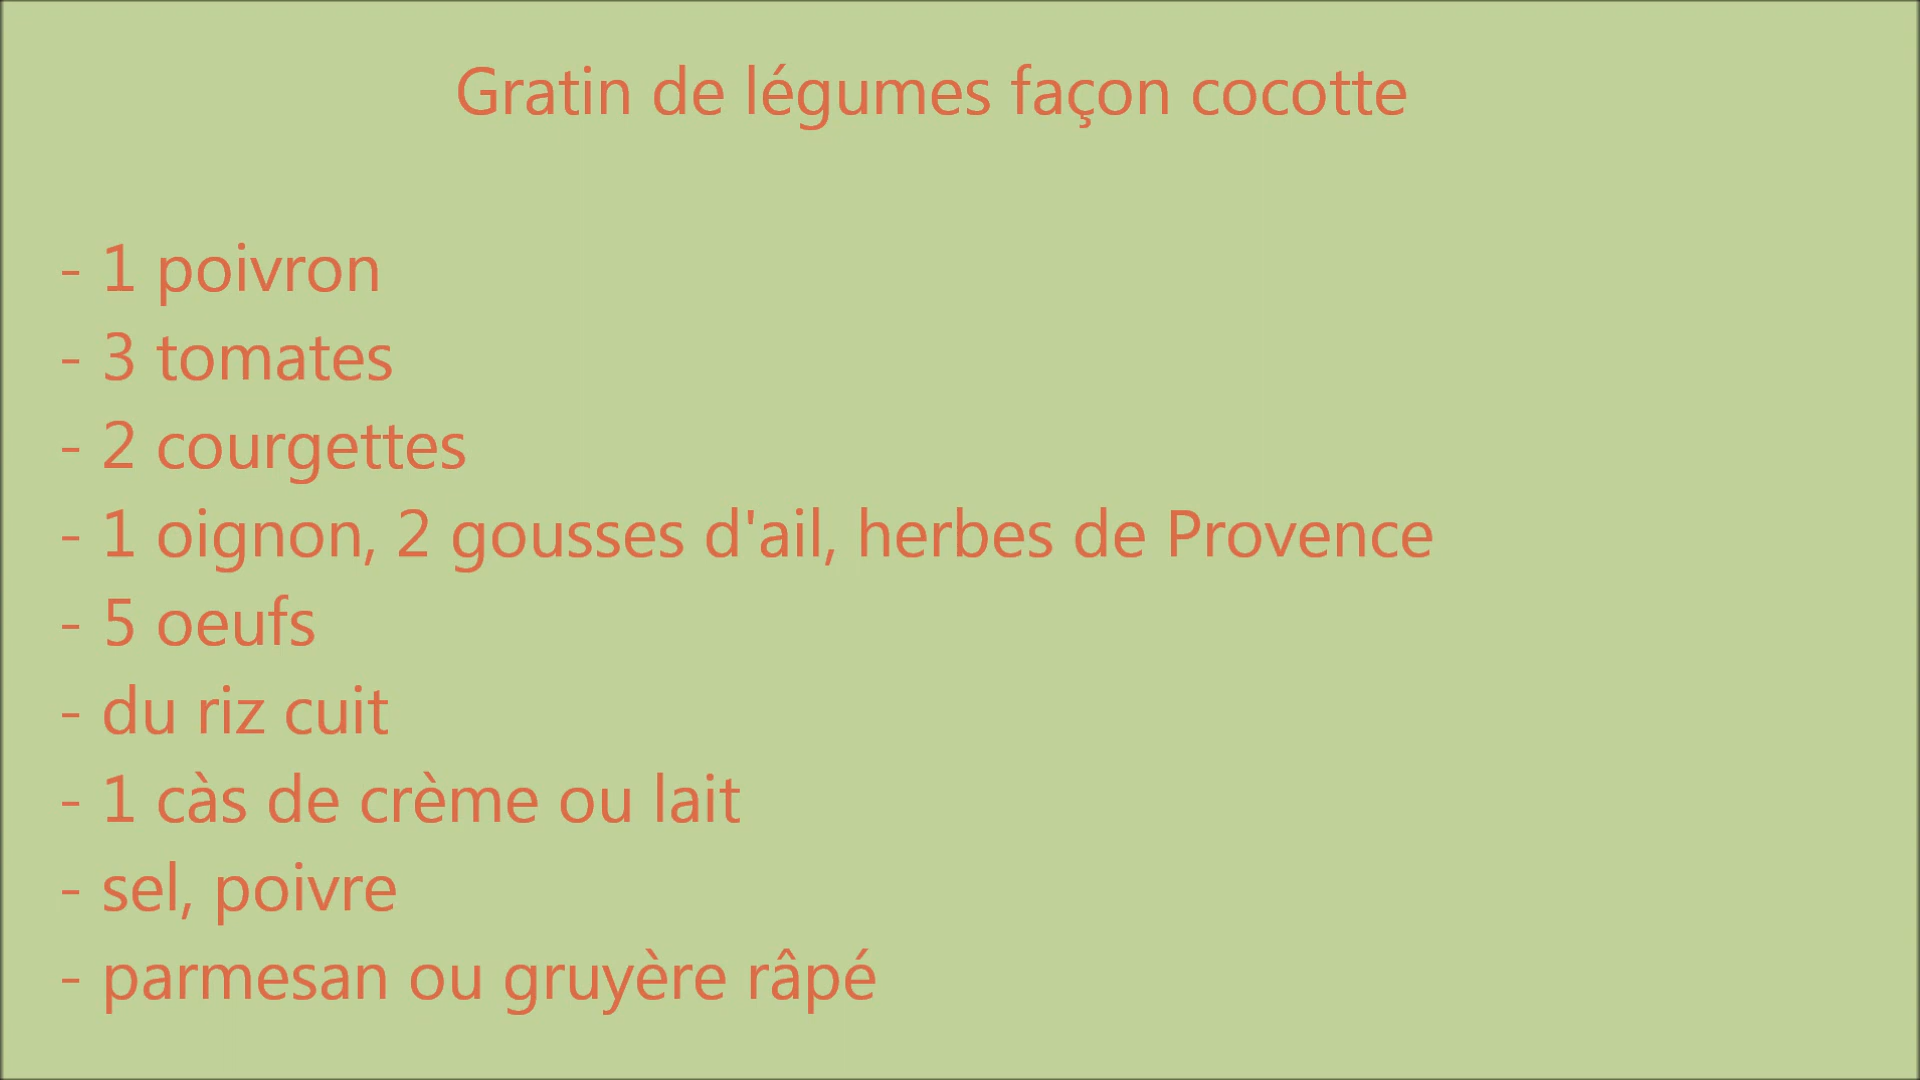 Gratin de légumes façon cocotte
- 1 poivron
- 3 tomates
- 2 courgettes
- 1 oignon, 2 gousses d'ail, herbes de Provence
- 5 oeufs
- du riz cuit
- 1 càs de crème ou lait
- sel, poivre
- parmesan ou gruyère râpé